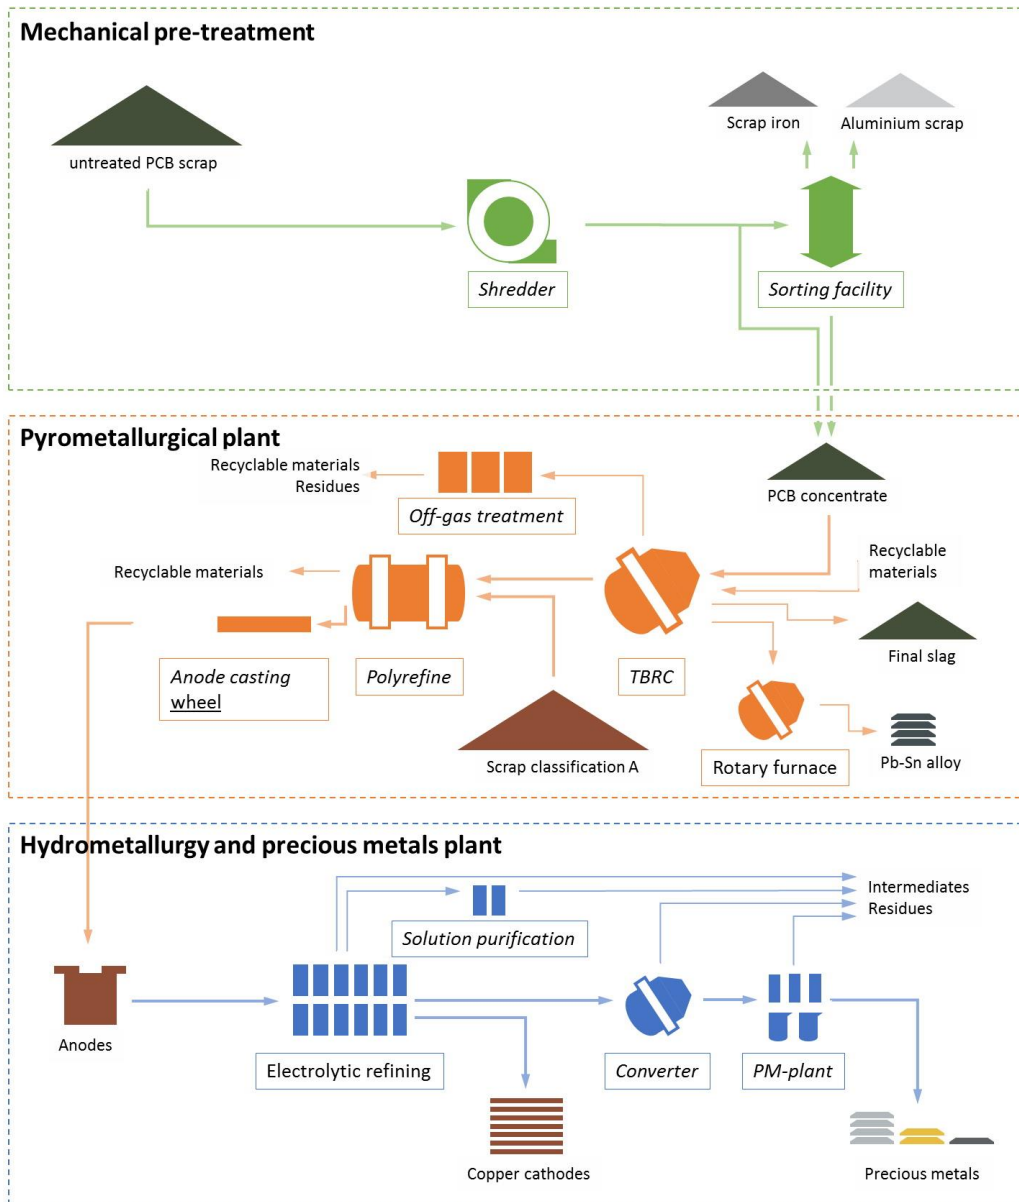 Mechanical pre-treatment
Scrap iron
Aluminium scrap
untreated PCB scrap
Shredder
Sorting facility
Pyrometallurgical plant
Recyclable materials
Residues
Off-gas treatment
PCB concentrate
Recyclable
materials
Recyclable materials
Final slag
Anode casting
wheel
Polyrefine
TBRC
Scrap classification A
Rotary furnace
Pb-Sn alloy
Hydrometallurgy and precious metals plant
Intermediates
Residues
Solution purification
Anodes
Electrolytic refining
Converter
PM-plant
Copper cathodes
Precious metals